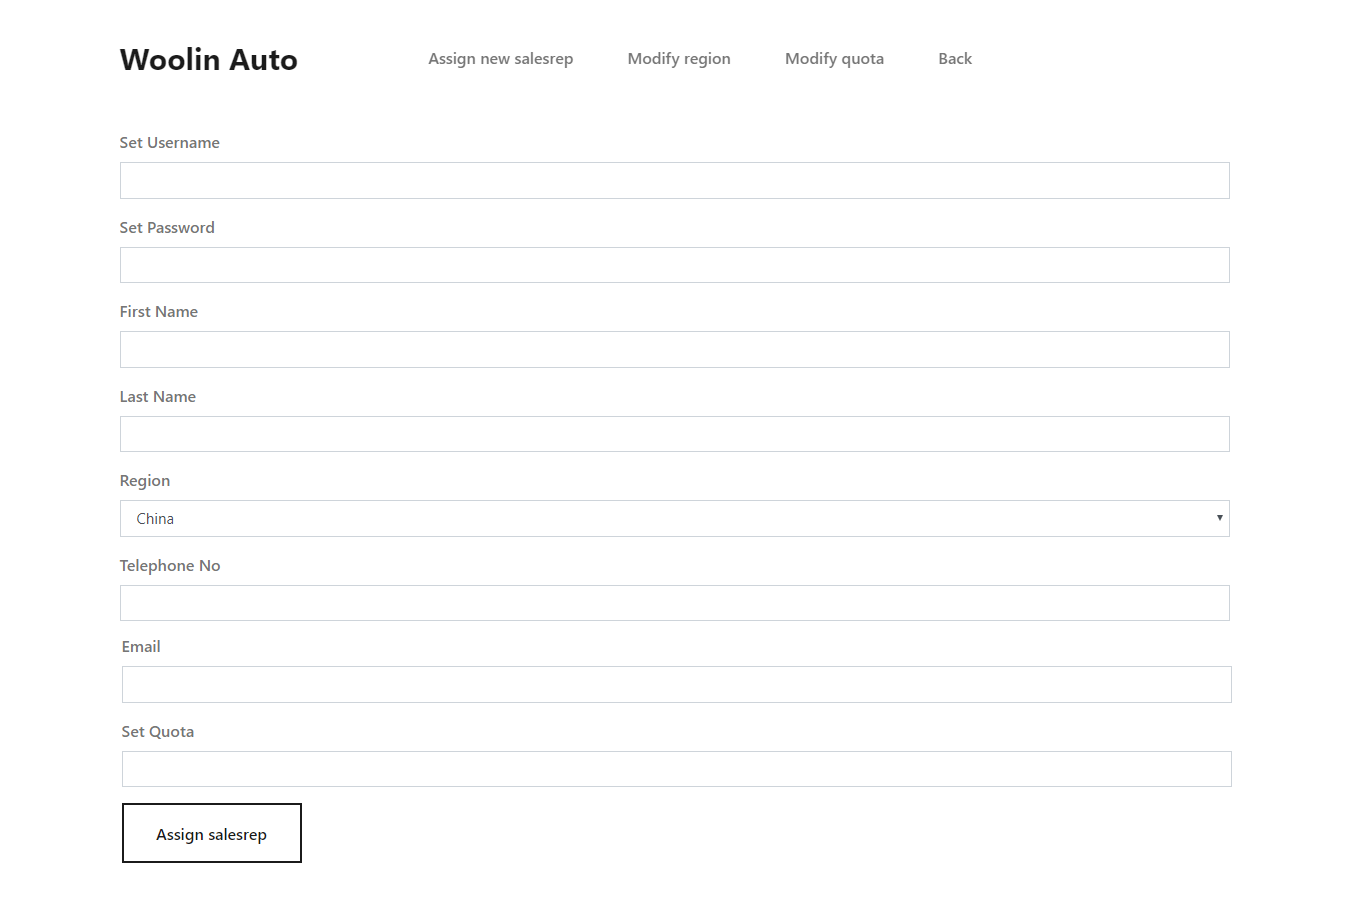 Woolin Auto
Assign new salesrep Modify region Modify quota Back
Set Username
Set Password
First Name
Last Name
Region
China
Telephone No
Email
Set Quota
Assign salesrep